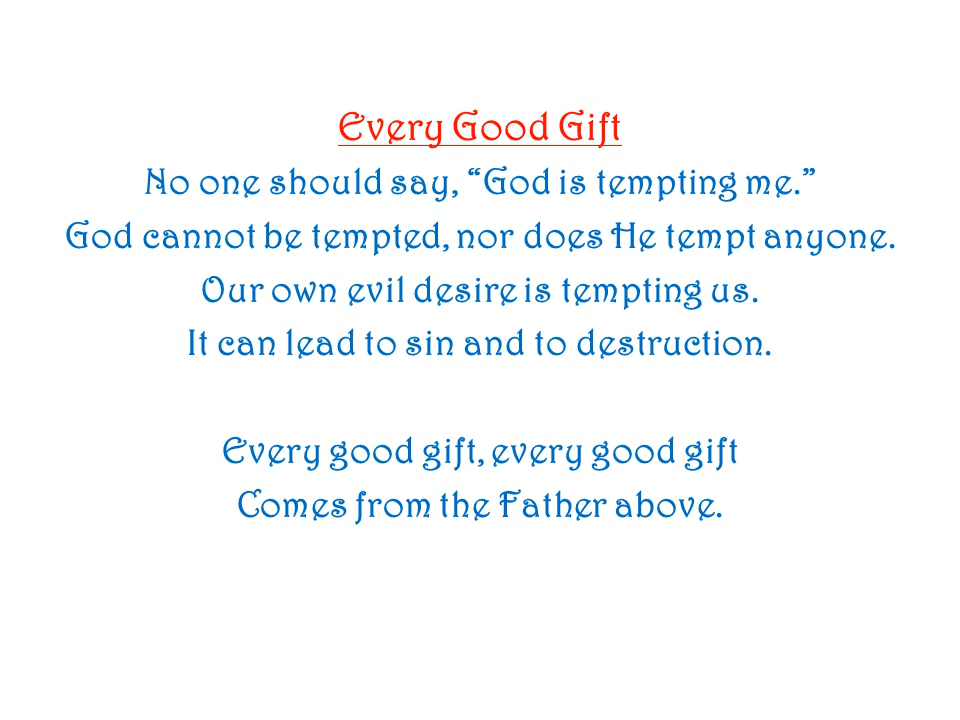 Every Good Gift
No one should say, “God is tempting me.”
God cannot be tempted, nor does He tempt anyone.
Our own evil desire is tempting us.
It can lead to sin and to destruction.
Every good gift, every good gift
Comes from the Father above.